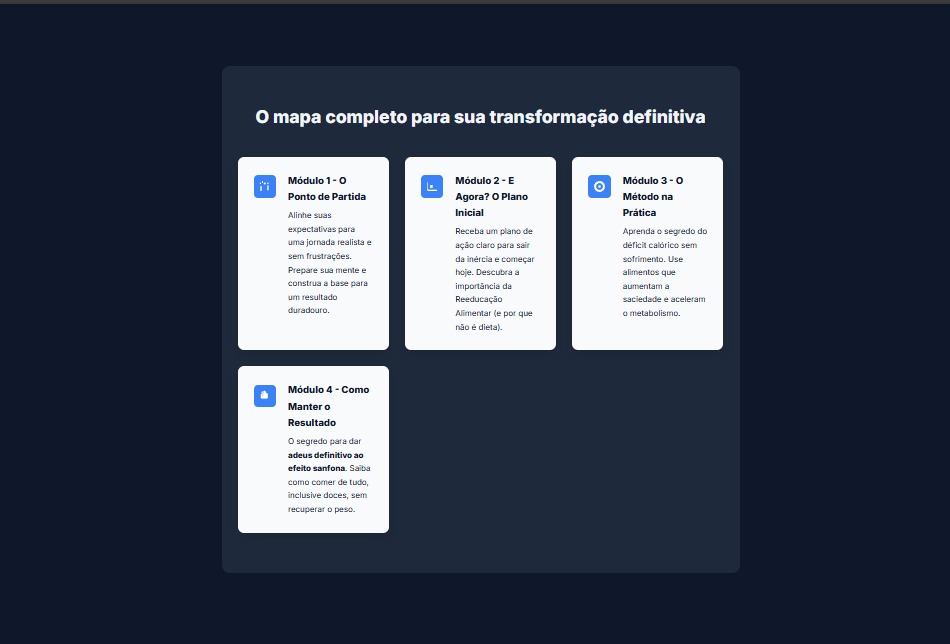 O mapa completo para sua transformação definitiva
Módulo 1 - O
Ponto de Partida
Alinhe suas
expectativas para
uma jornada realista e
sem frustrações.
Prepare sua mente e
construa a base para
um resultado
duradouro.
Módulo 2 - E
Agora? O Plano
Inicial
Receba um plano de
ação claro para sair
da inércia e começar
hoje. Descubra a
importância da
Reeducação
Alimentar (e por que
não é dieta).
Módulo 3 - O
Método na
Prática
Aprenda o segredo do
déficit calórico sem
sofrimento. Use
alimentos que
aumentam a
saciedade e aceleram
o metabolismo.
Módulo 4 - Como
Manter o
Resultado
O segredo para dar
adeus definitivo ao
efeito sanfona. Saiba
como comer de tudo,
inclusive doces, sem
recuperar o peso.